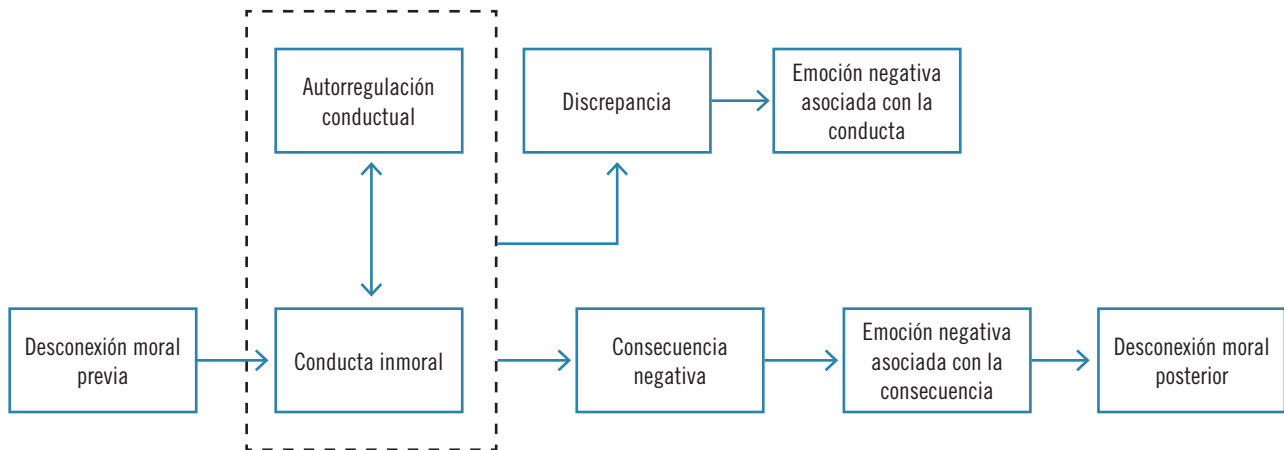 Autorregulación
conductual
Discrepancia
Emoción negativa
asociada con la
conducta
Desconexión moral
previa
Conducta inmoral
Consecuencia
negativa
Emoción negativa
asociada con la
consecuencia
Desconexión moral
posterior